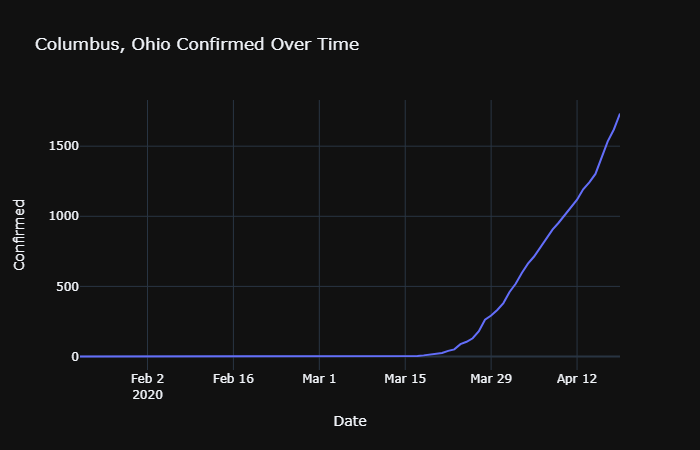 Columbus, Ohio Confirmed Over Time
Confirmed
1500
1000
500
0
Feb 2
2020
Feb 16
Mar 1
Mar 15
Mar 29
Apr 12
Date